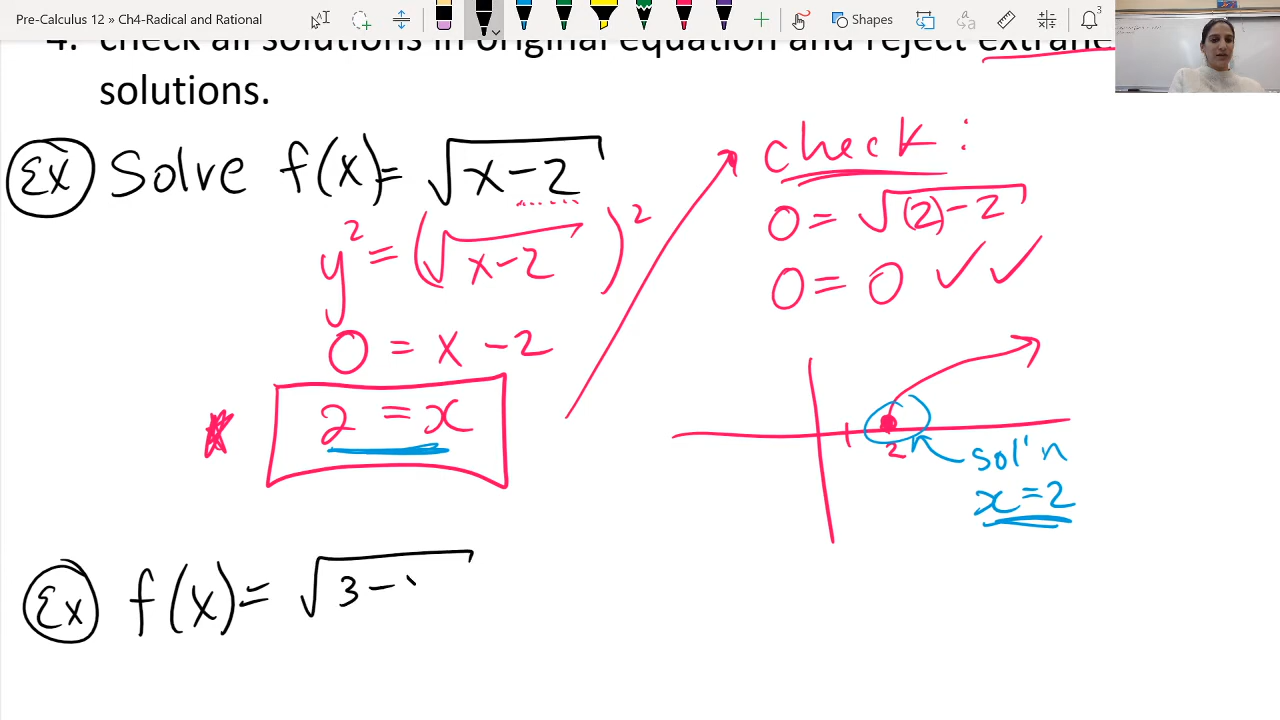 Pre-Calculus 12 » Ch4-Radical and Rational
Shapes
3
4. check all solutions in original equation and reject extrane
solutions.
Ex Solve f(x)= √x-2
y² = (√x-2)²
0 = x -2
2 = x
check:
0 = √(2)-2
0 = 0 ✓✓
2
sol'n
x=2
Ex f(x)= √3-